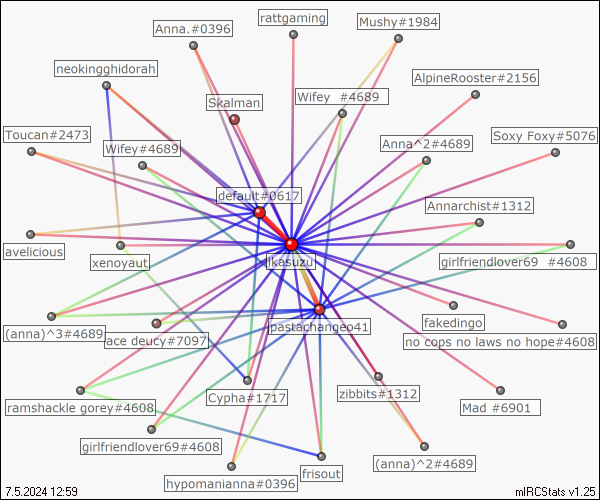 rattgaming
Mushy#1984
Anna.#0396
neokingghidorah
AlpineRooster#2156
Wifey #4689
Skalman
Toucan#2473
Anna^2#4689
Soxy Foxy#5076
Wifey#4689
default#0617
Annarchist#1312
avelicious
xenoyaut
jkasuzu
girlfriendlover69 #4608
(anna)^3#4689
ace deucy#7097
pastachangeo41
fakedingo
no cops no laws no hope#4608
ramshackle gorey#4608
Cypha#1717
zibbits#1312
Mad #6901
girlfriendlover69#4608
hypomanianna#0396
frisout
(anna)^2#4689
7.5.2024 12:59
mIRCStats v1.25